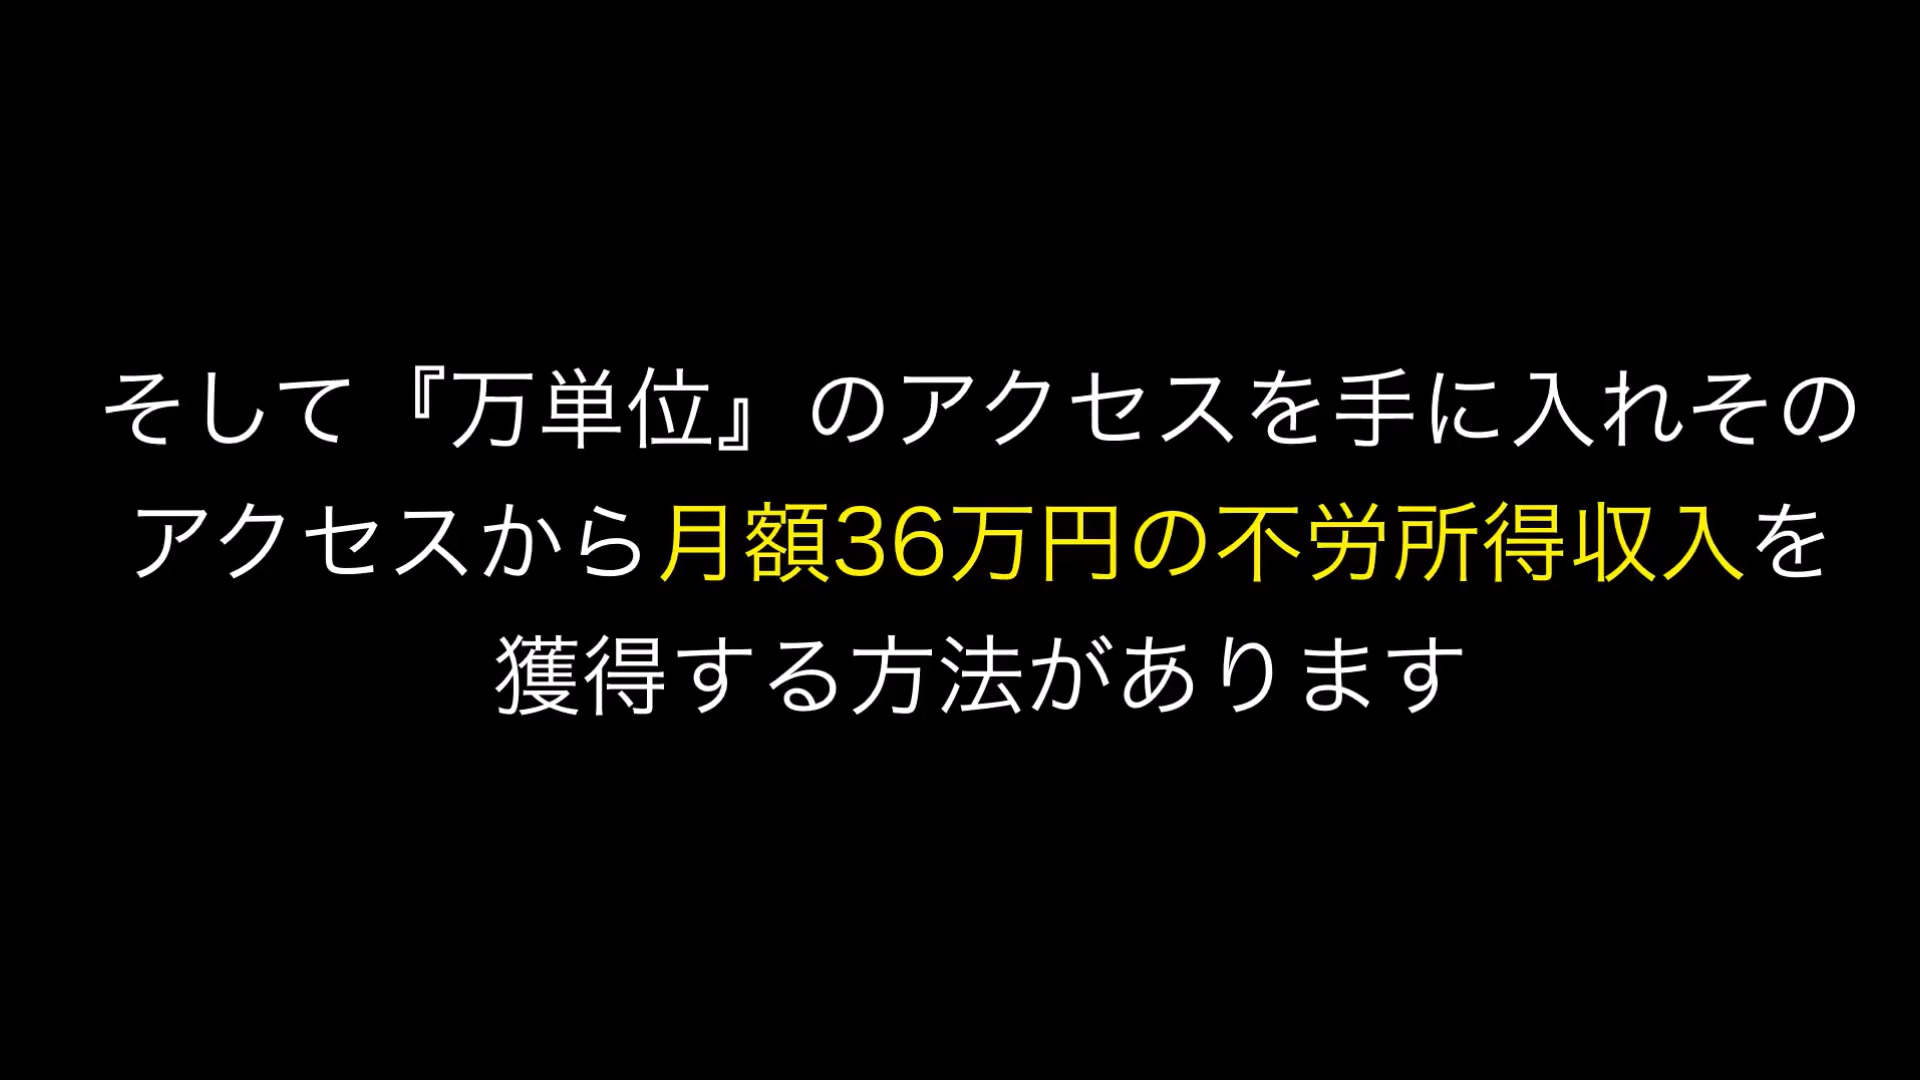 そして『万単位』のアクセスを手に入れその
アクセスから月額36万円の不労所得収入を
獲得する方法があります